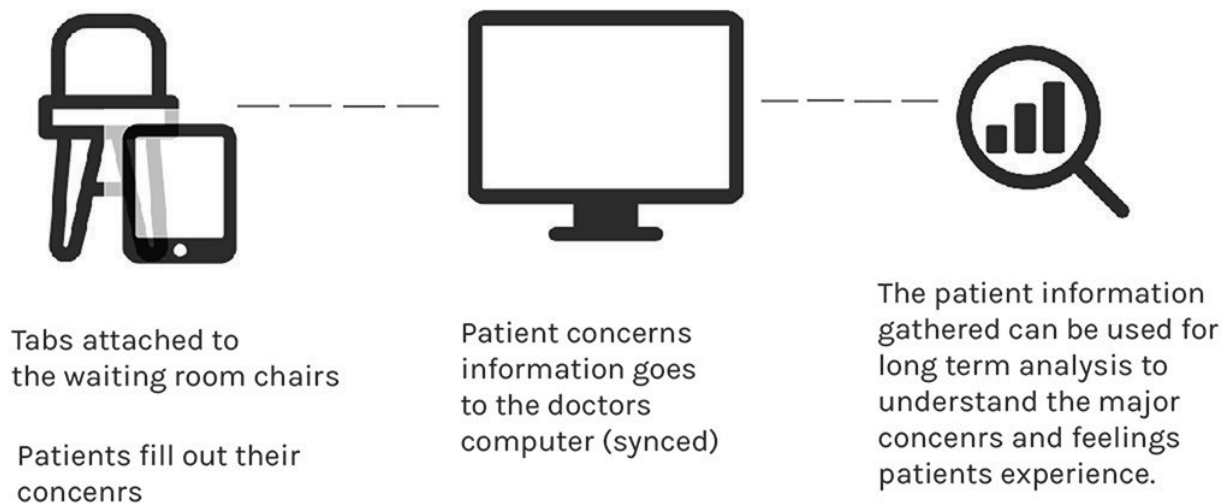 Tabs attached to
the waiting room chairs
Patients fill out their
concenrs
Patient concerns
information goes
to the doctors
computer (synced)
The patient information
gathered can be used for
long term analysis to
understand the major
concenrs and feelings
patients experience.